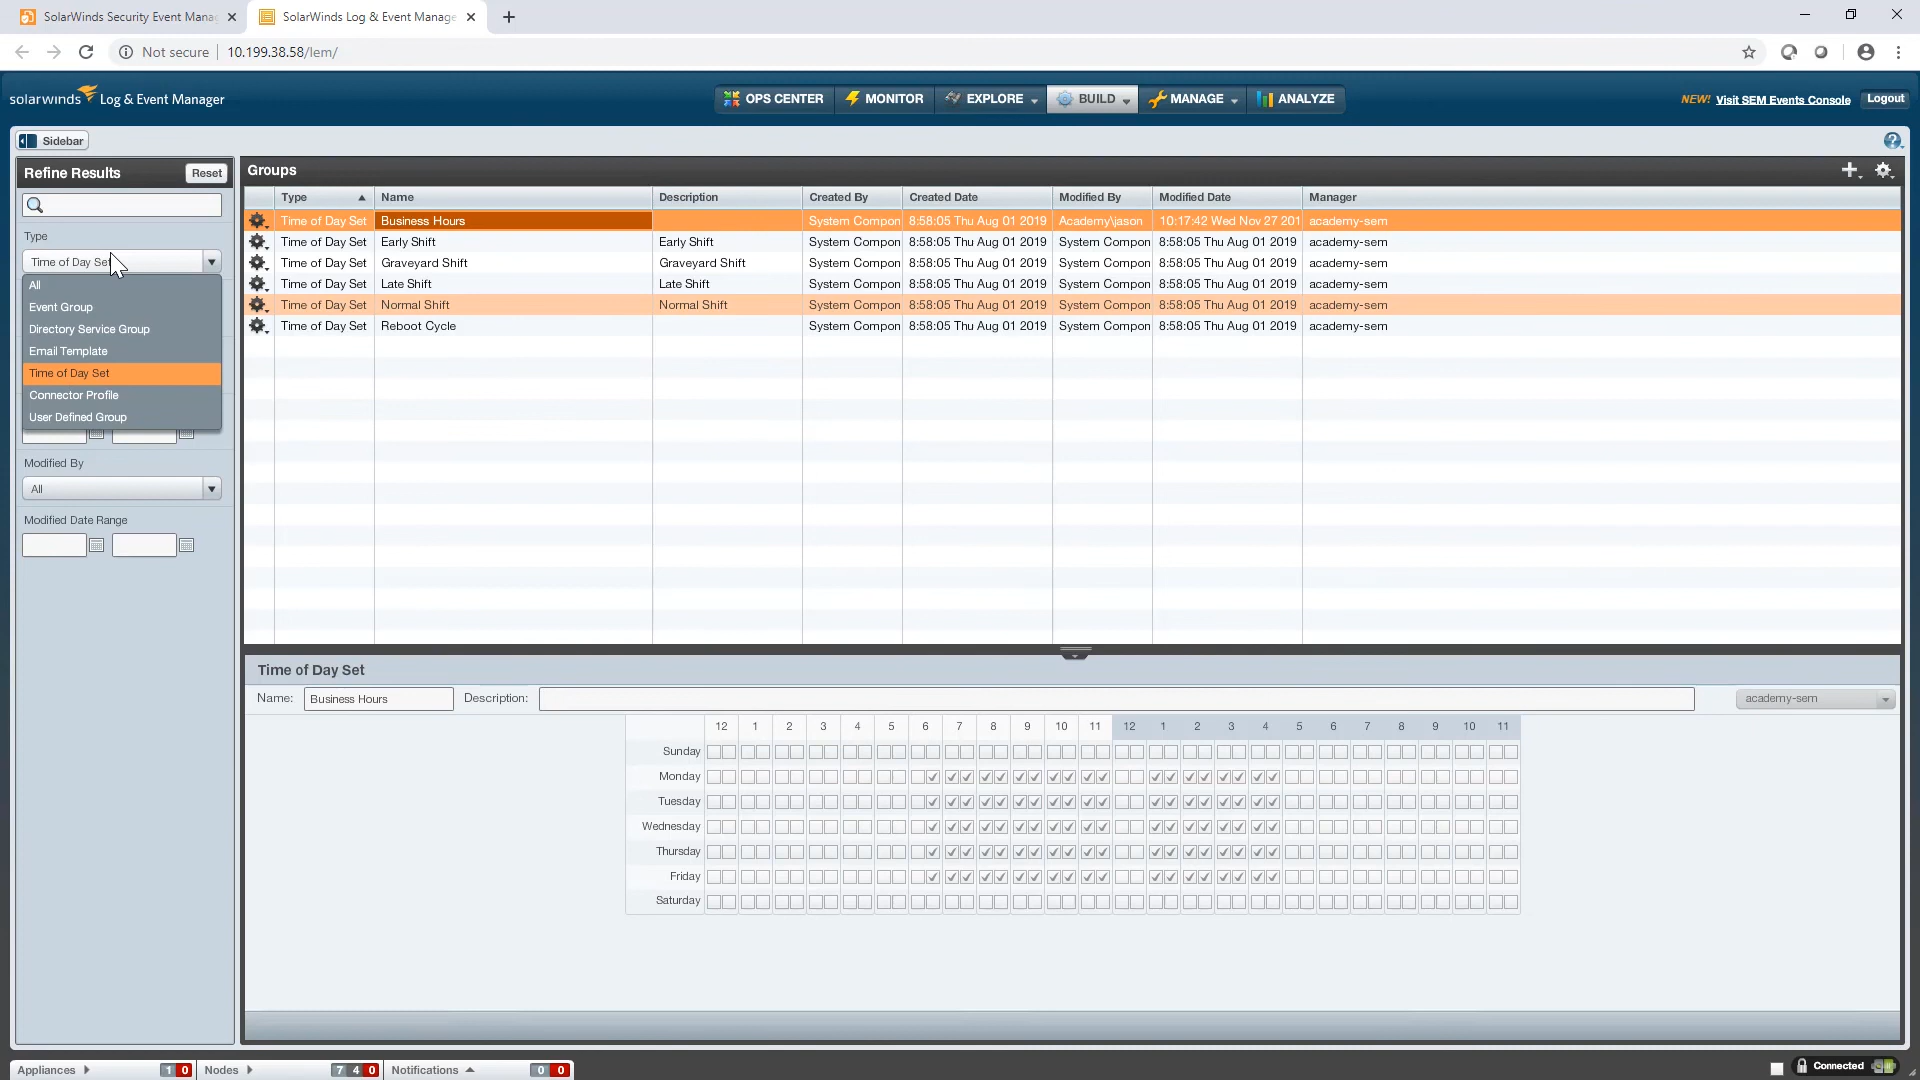 SolarWinds Security Event Mana
SolarWinds Log & Event Manage
Not secure
10.199.38.58/lem/
solarwinds Log & Event Manager
OPS CENTER
MONITOR
EXPLORE
BUILD
MANAGE
ANALYZE
NEW! Visit SEM Events Console
Logout
Sidebar
Refine Results
Reset
Type
Time of Day Set
All
Event Group
Directory Service Group
Email Template
Time of Day Set
Connector Profile
User Defined Group
Modified By
All
Modified Date Range
Groups
Type Name Description Created By Created Date Modified By Modified Date Manager
Time of Day Set Business Hours System Compon 8:58:05 Thu Aug 01 2019 Academy\jason 10:17:42 Wed Nov 27 201 academy-sem
Time of Day Set Early Shift Early Shift System Compon 8:58:05 Thu Aug 01 2019 System Compon 8:58:05 Thu Aug 01 2019 academy-sem
Time of Day Set Graveyard Shift Graveyard Shift System Compon 8:58:05 Thu Aug 01 2019 System Compon 8:58:05 Thu Aug 01 2019 academy-sem
Time of Day Set Late Shift Late Shift System Compon 8:58:05 Thu Aug 01 2019 System Compon 8:58:05 Thu Aug 01 2019 academy-sem
Time of Day Set Normal Shift Normal Shift System Compon 8:58:05 Thu Aug 01 2019 System Compon 8:58:05 Thu Aug 01 2019 academy-sem
Time of Day Set Reboot Cycle System Compon 8:58:05 Thu Aug 01 2019 System Compon 8:58:05 Thu Aug 01 2019 academy-sem
Time of Day Set
Name: Business Hours Description: academy-sem
12 1 2 3 4 5 6 7 8 9 10 11 12 1 2 3 4 5 6 7 8 9 10 11
Sunday
Monday
Tuesday
Wednesday
Thursday
Friday
Saturday
Appliances 1 0
Nodes 7 4 0
Notifications 0 0
Connected